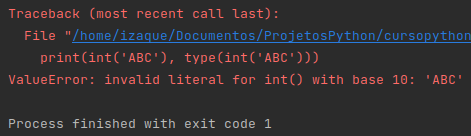 Traceback (most recent call last):
File "/home/izaque/Documentos/ProjetosPython/cursopython
print(int('ABC'), type(int('ABC')))
ValueError: invalid literal for int() with base 10: 'ABC'
Process finished with exit code 1